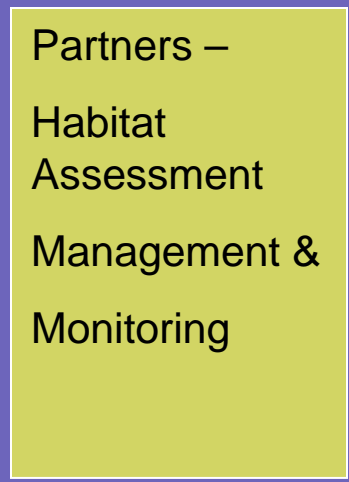 Partners –
Habitat
Assessment
Management &
Monitoring